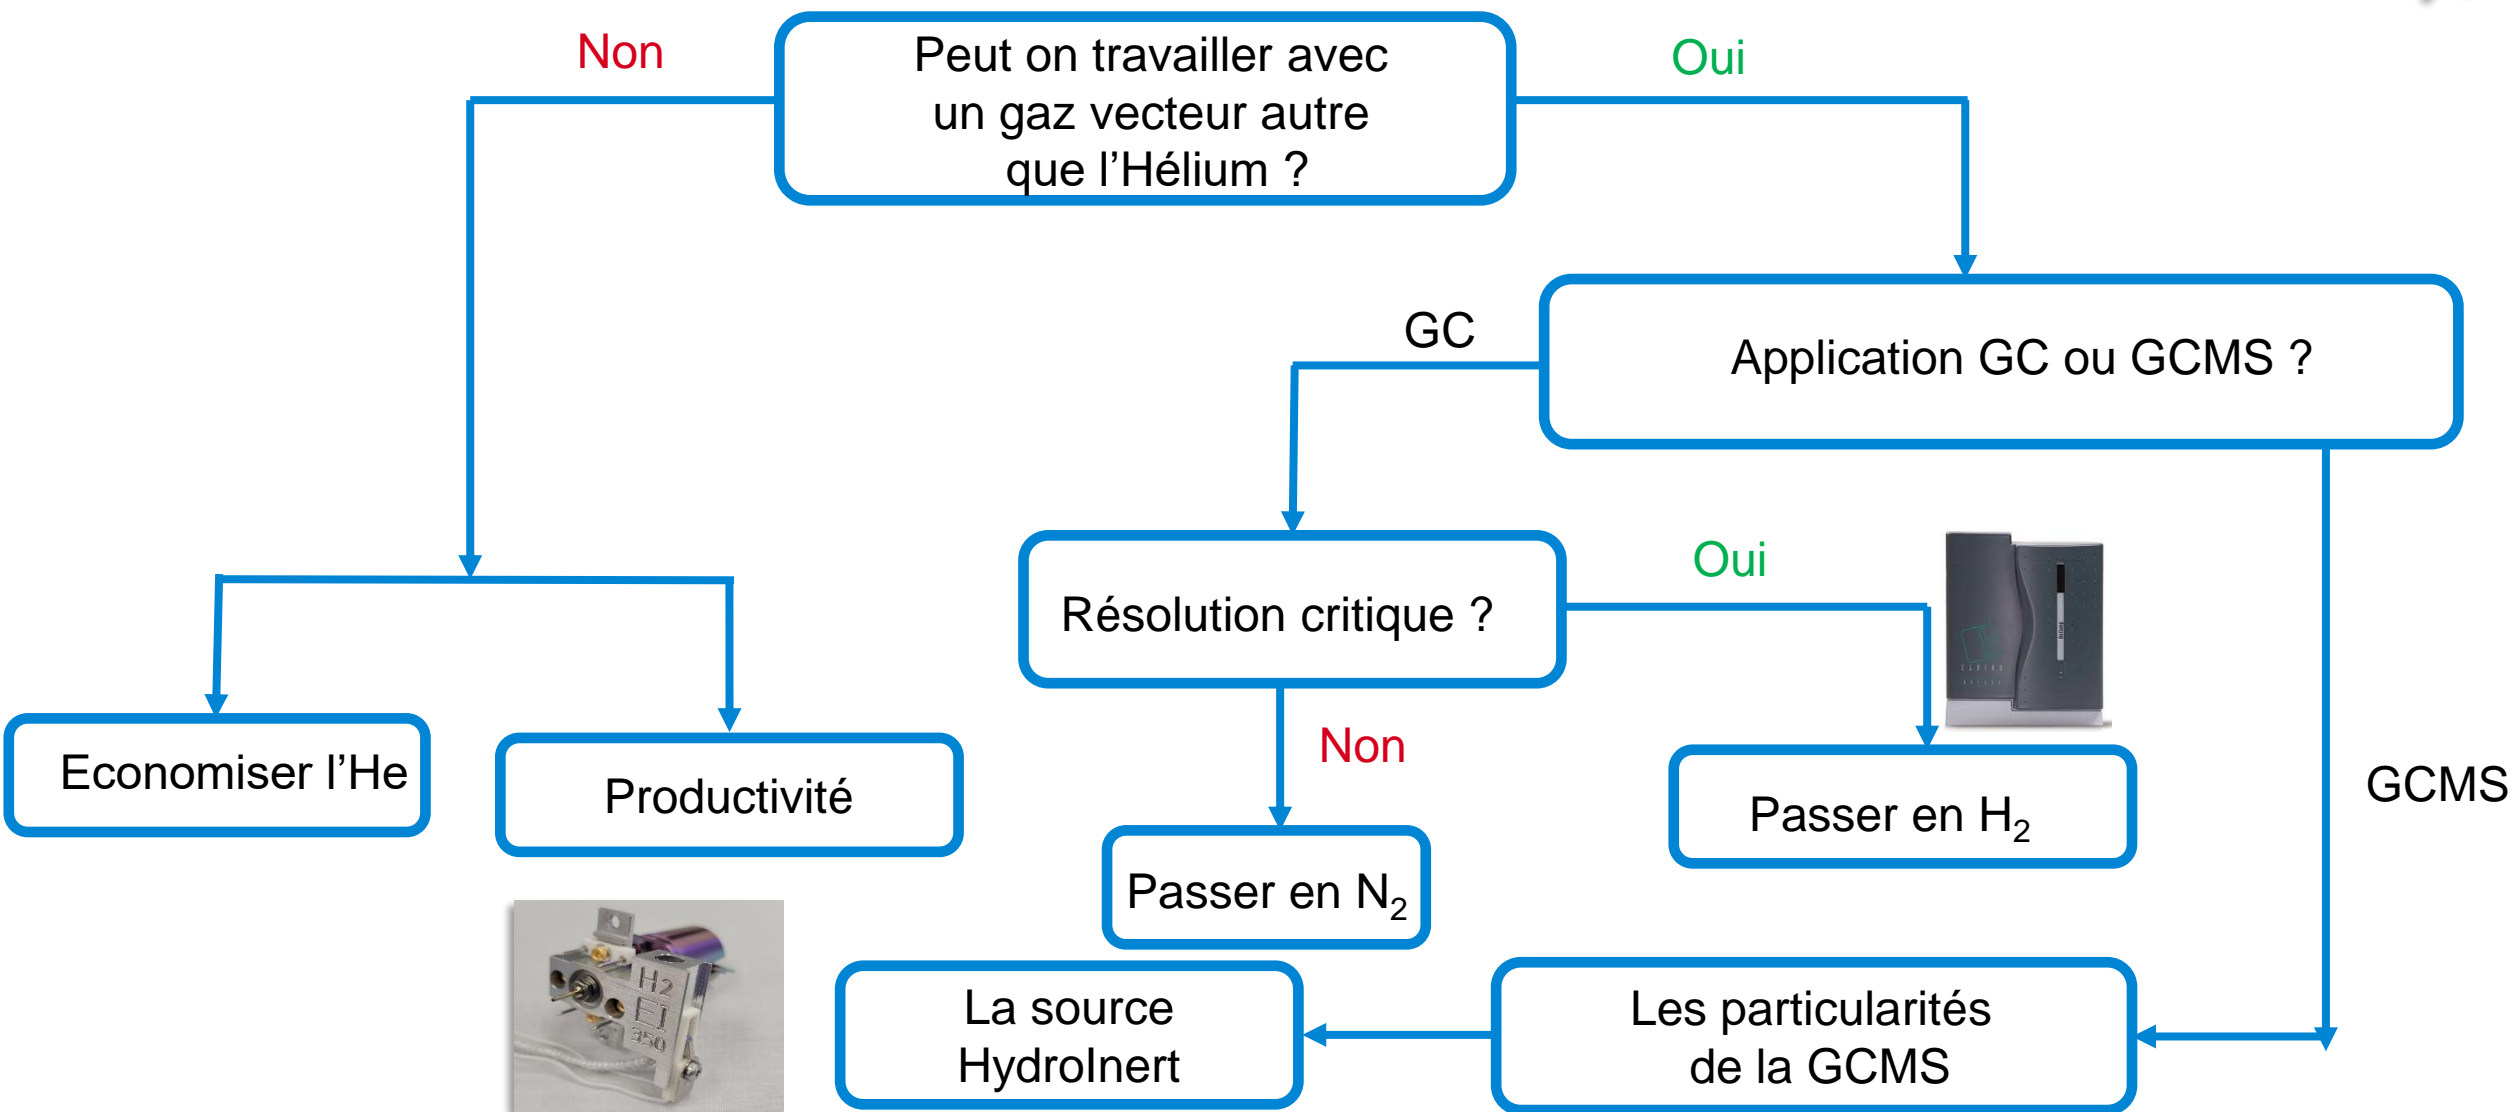 Non
Peut on travailler avec
un gaz vecteur autre
que l’Hélium ?
Oui
GC
Application GC ou GCMS ?
Résolution critique ?
Oui
Economiser l’He
Productivité
Non
Passer en H₂
GCMS
Passer en N₂
H2
EI
350
La source
HydroInert
Les particularités
de la GCMS